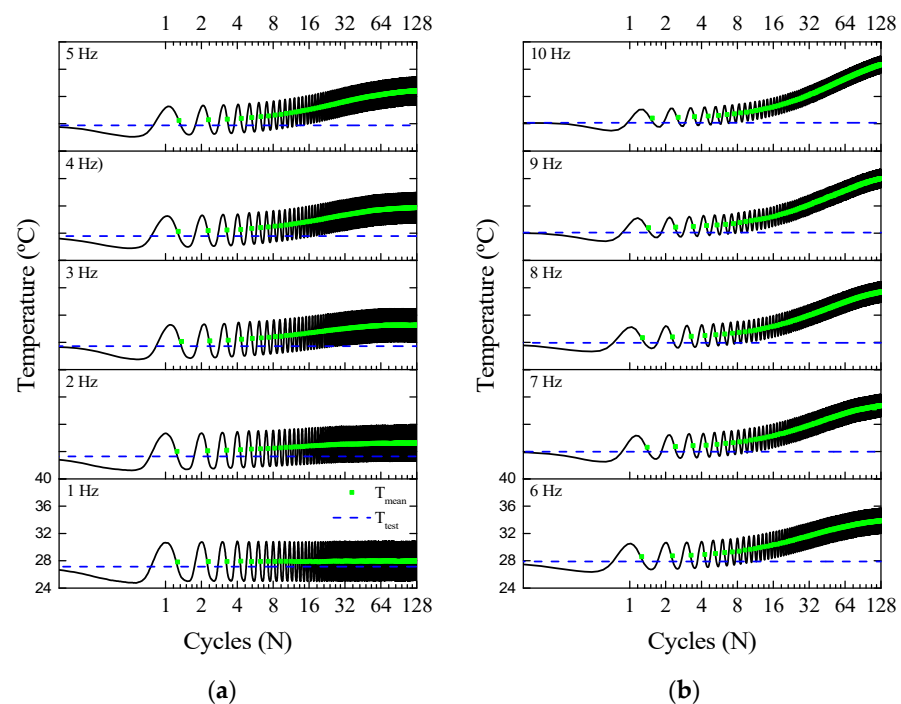 1 2 4 8 16 32 64 128
5 Hz
4 Hz)
3 Hz
2 Hz
40
1 Hz
36
T_mean
32
T_test
28
24
1 2 4 8 16 32 64 128
Temperature (ºC)
Cycles (N)
(a)
1 2 4 8 16 32 64 128
10 Hz
9 Hz
8 Hz
7 Hz
40
6 Hz
36
32
28
24
1 2 4 8 16 32 64 128
Temperature (ºC)
Cycles (N)
(b)